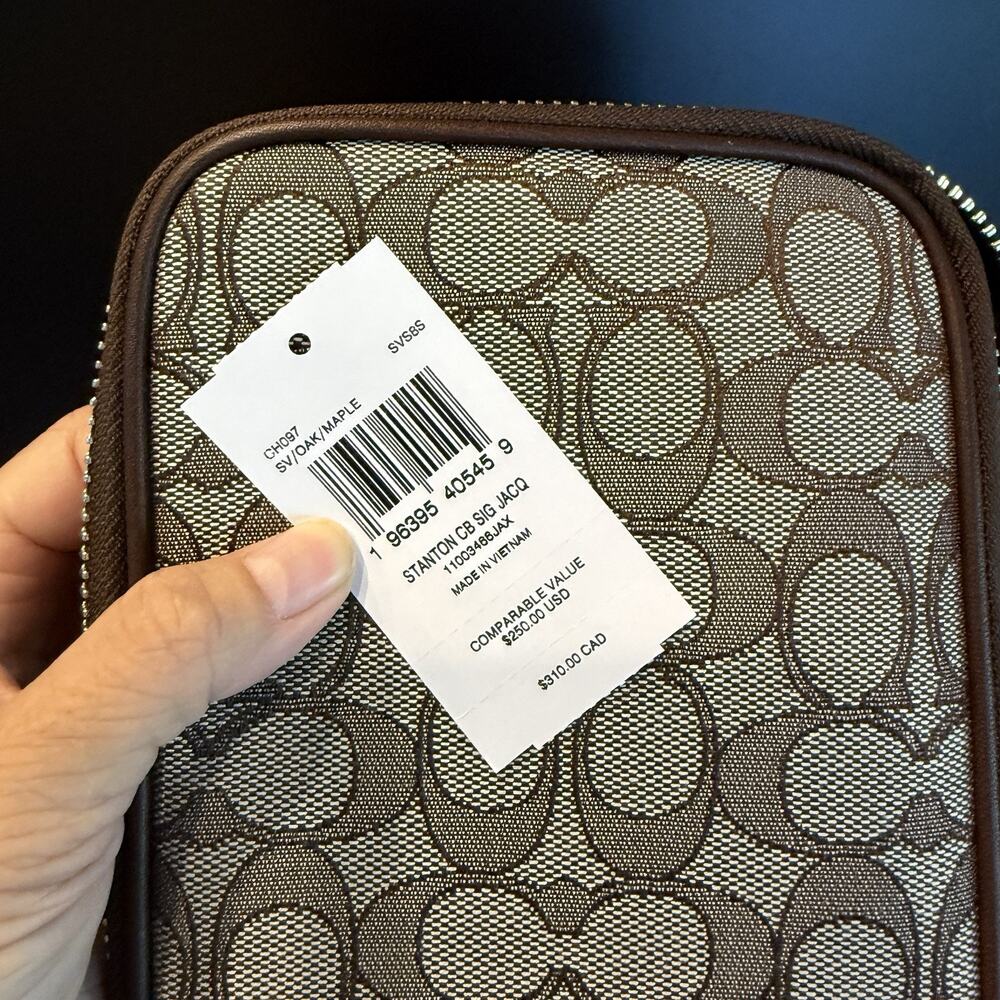 SVS8S
CH097
SV/OAK/MAPLE
1 96395 40545 9
STANTON CB SIG JACQ
11003468JAX
MADE IN VIETNAM
COMPARABLE VALUE
$250.00 USD
$310.00 CAD